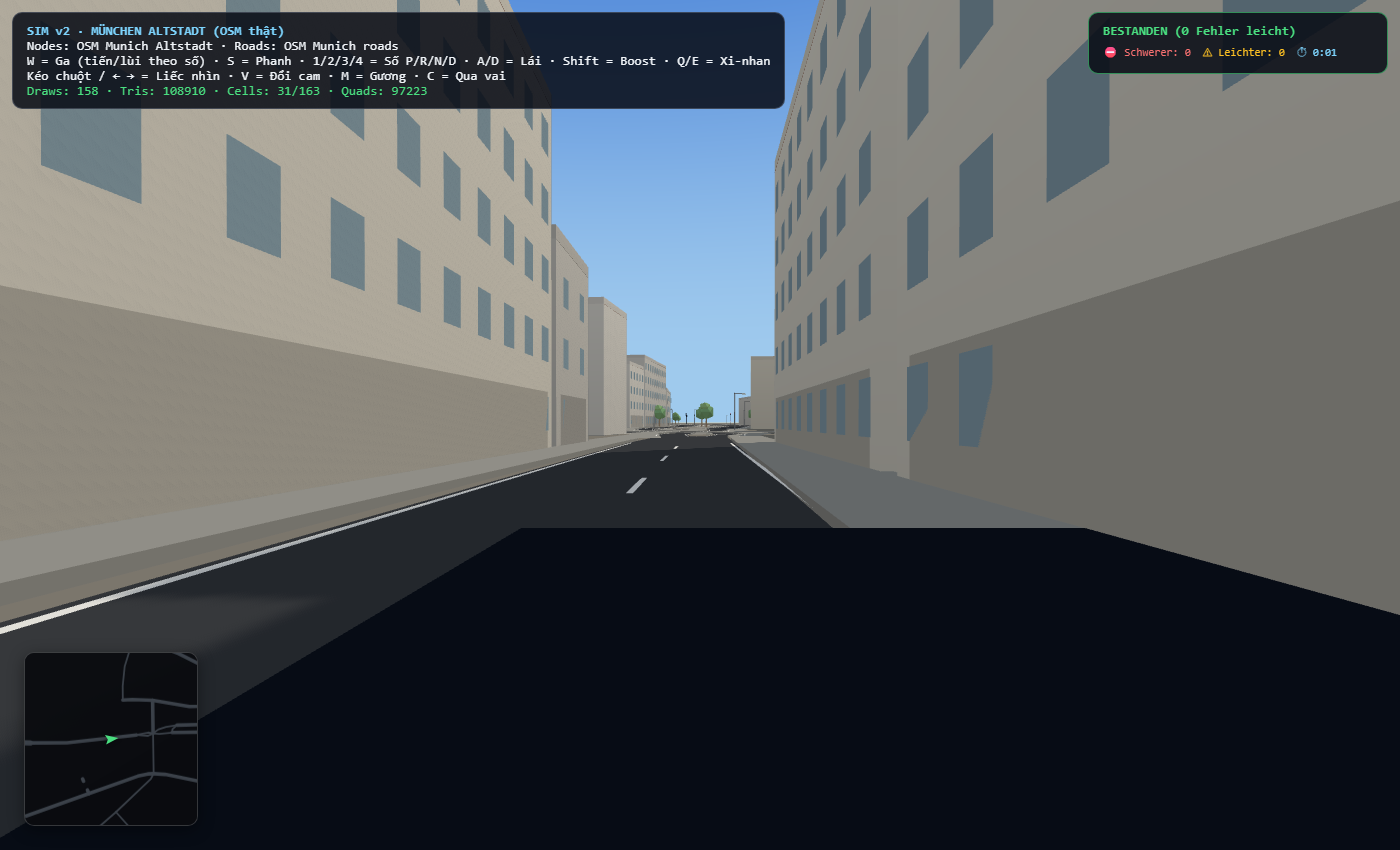 SIM v2 · MÜNCHEN ALTSTADT (OSM thật)
Nodes: OSM Munich Altstadt · Roads: OSM Munich roads
W = Ga (tiến/lùi theo số) · S = Phanh · 1/2/3/4 = Số P/R/N/D · A/D = Lái · Shift = Boost · Q/E = Xi-nhan
Kéo chuột / ← → = Liếc nhìn · V = Đổi cam · M = Gương · C = Qua vai
Draws: 158 · Tris: 108910 · Cells: 31/163 · Quads: 97223
BESTANDEN (0 Fehler leicht)
⛔ Schwerer: 0 ⚠ Leichter: 0 ⏱ 0:01